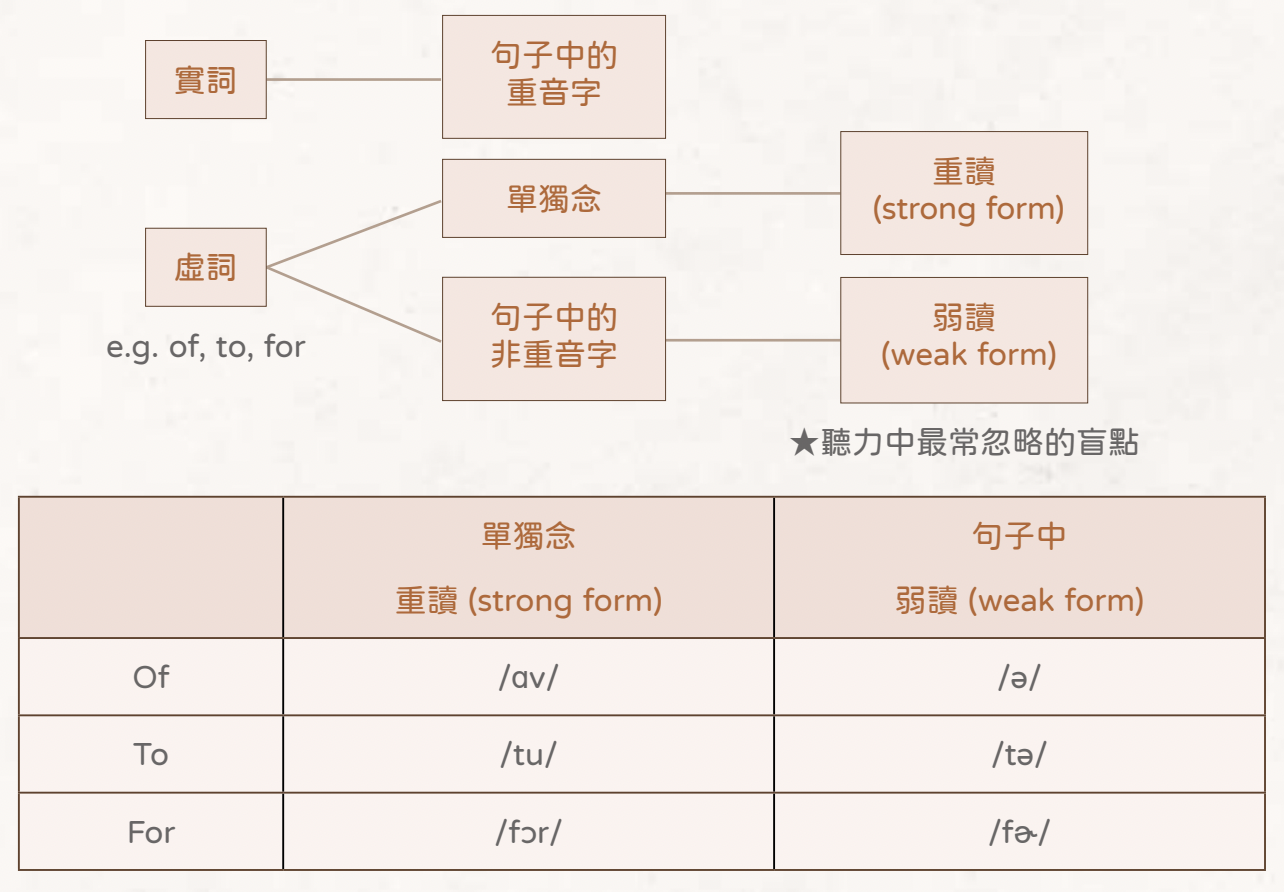 實詞
句子中的
重音字
虛詞
e.g. of, to, for
單獨念
重讀
(strong form)
句子中的
非重音字
弱讀
(weak form)
★聽力中最常忽略的盲點
單獨念
重讀 (strong form)
句子中
弱讀 (weak form)
Of
/ɑv/
/ə/
To
/tu/
/tə/
For
/fɔr/
/fɚ/